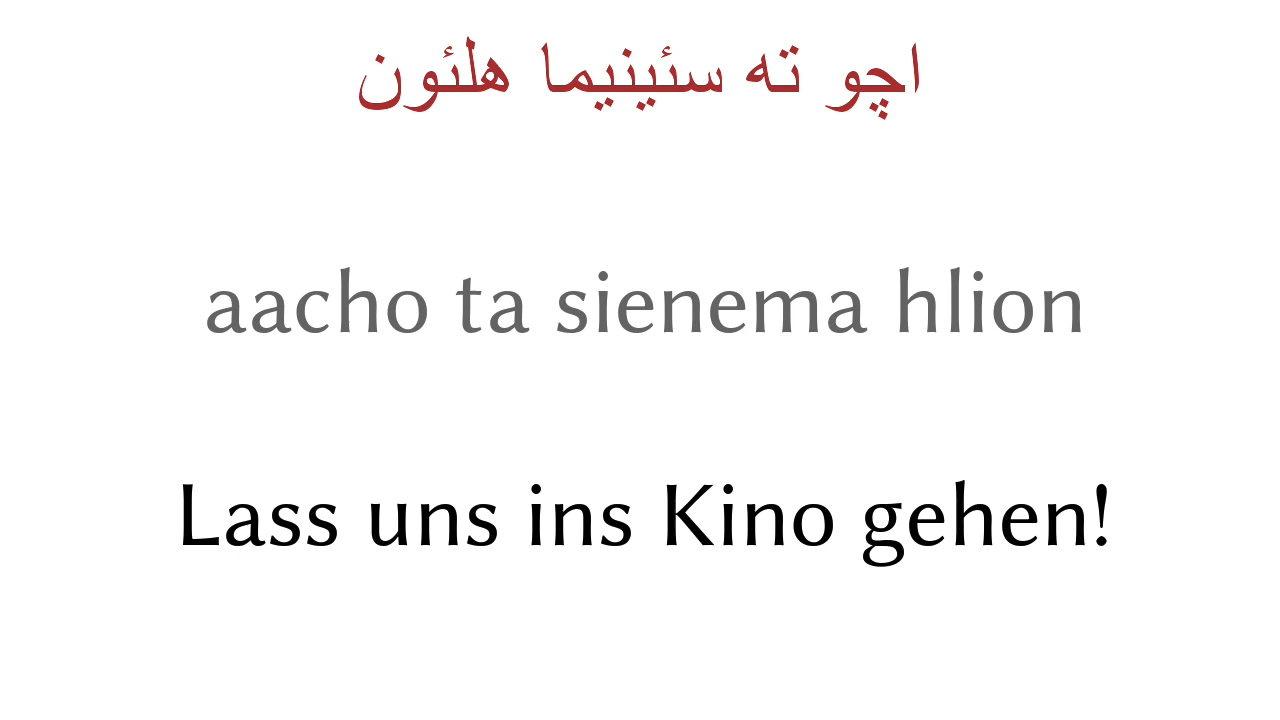 اچو ته سئينيما هلئون
aacho ta sienema hlion
Lass uns ins Kino gehen!